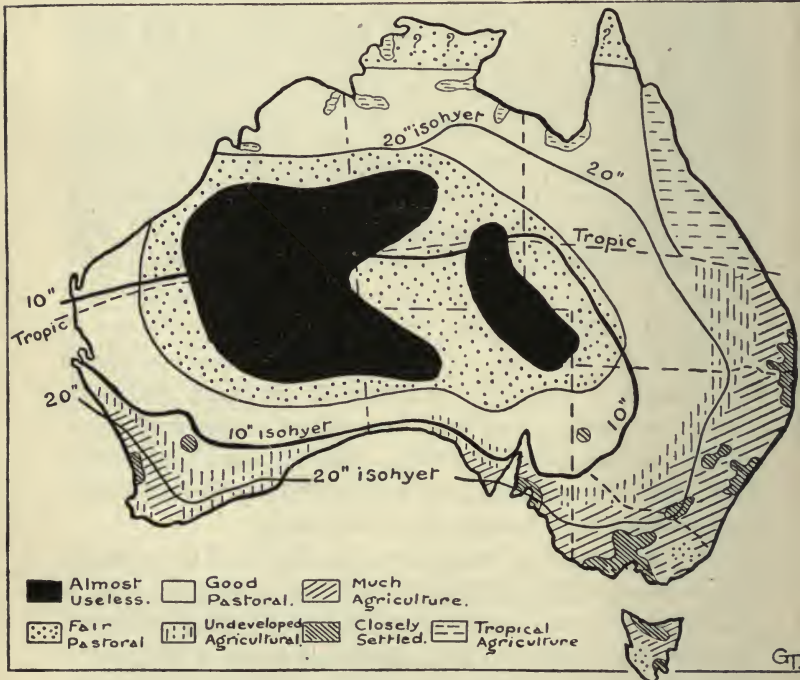 ?
? ?
?
20" isohyet
20"
Tropic
10"
Tropic
20"
10" isohyet
10"
20" isohyet
Almost
Useless.
Good
Pastoral.
Much
Agriculture.
Fair
Pastoral
Undeveloped
Agricultural.
Closely
Settled.
Tropical
Agriculture
GT.